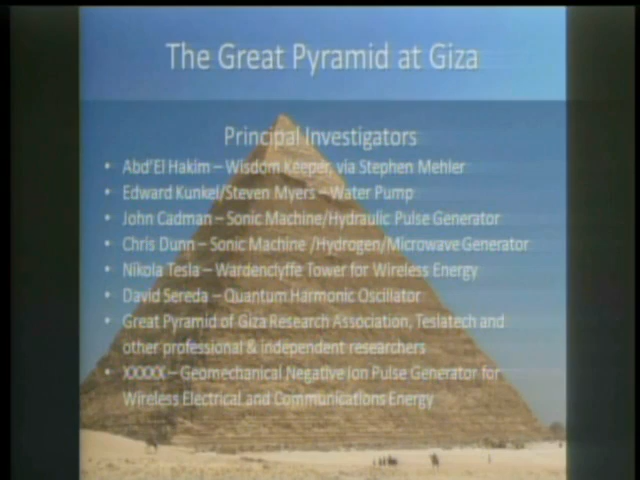 The Great Pyramid at Giza
Principal Investigators
• Abd'El Hakim – Wisdom Keeper, via Stephen Mehler
• Edward Kunkel/Steven Myers – Water Pump
• John Cadman – Sonic Machine/Hydraulic Pulse Generator
• Chris Dunn – Sonic Machine /Hydrogen/Microwave Generator
• Nikola Tesla – Wardenclyffe Tower for Wireless Energy
• David Sereda – Quantum Harmonic Oscillator
• Great Pyramid of Giza Research Association, Teslatech and
other professional & independent researchers
• XXXXX – Geomechanical Negative Ion Pulse Generator for
Wireless Electrical and Communications Energy